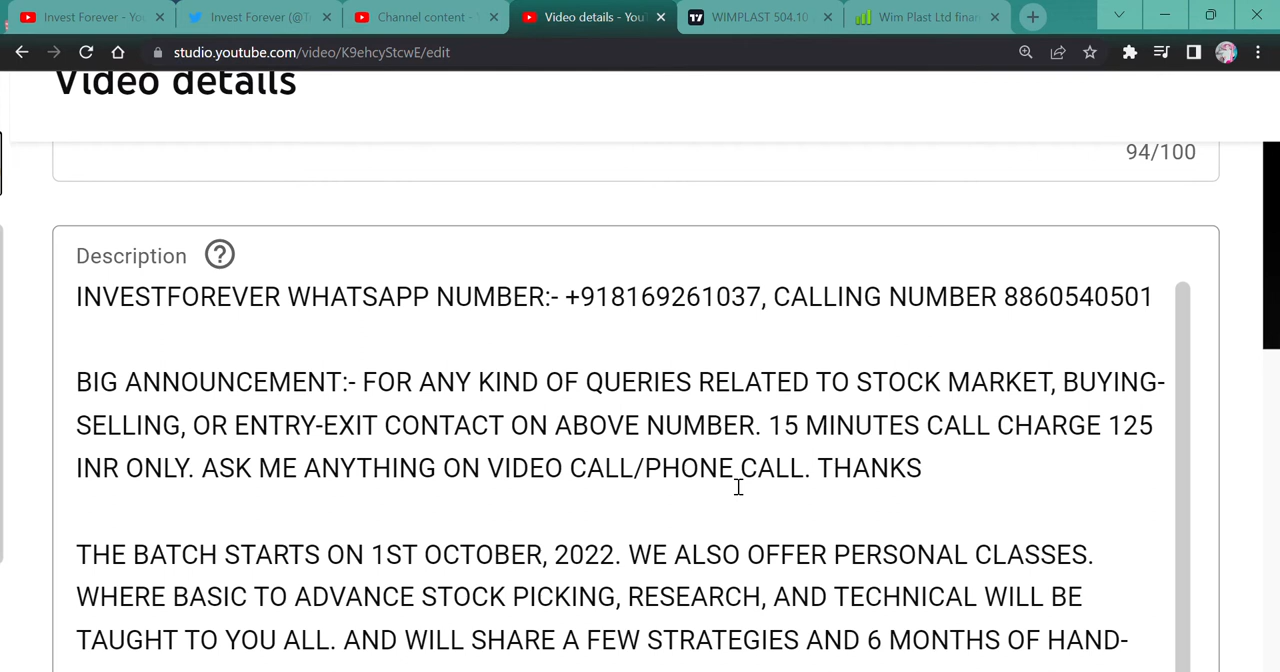 Invest Forever - You
Invest Forever (@T
Channel content - 
Video details - You
WIMPLAST 504.10
Wim Plast Ltd finan
studio.youtube.com/video/K9ehcyStcwE/edit
Video details
94/100
Description
INVESTFOREVER WHATSAPP NUMBER:- +918169261037, CALLING NUMBER 8860540501
BIG ANNOUNCEMENT:- FOR ANY KIND OF QUERIES RELATED TO STOCK MARKET, BUYING-
SELLING, OR ENTRY-EXIT CONTACT ON ABOVE NUMBER. 15 MINUTES CALL CHARGE 125
INR ONLY. ASK ME ANYTHING ON VIDEO CALL/PHONE CALL. THANKS
THE BATCH STARTS ON 1ST OCTOBER, 2022. WE ALSO OFFER PERSONAL CLASSES.
WHERE BASIC TO ADVANCE STOCK PICKING, RESEARCH, AND TECHNICAL WILL BE
TAUGHT TO YOU ALL. AND WILL SHARE A FEW STRATEGIES AND 6 MONTHS OF HAND-